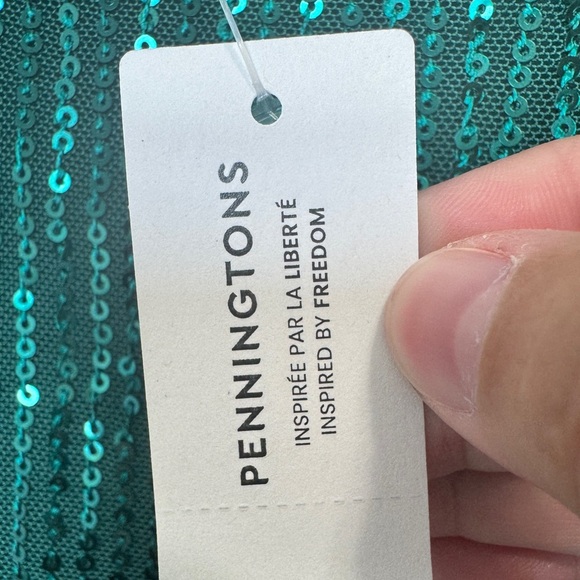 PENNINGTONS
INSPIRÉE PAR LA LIBERTÉ
INSPIRED BY FREEDOM